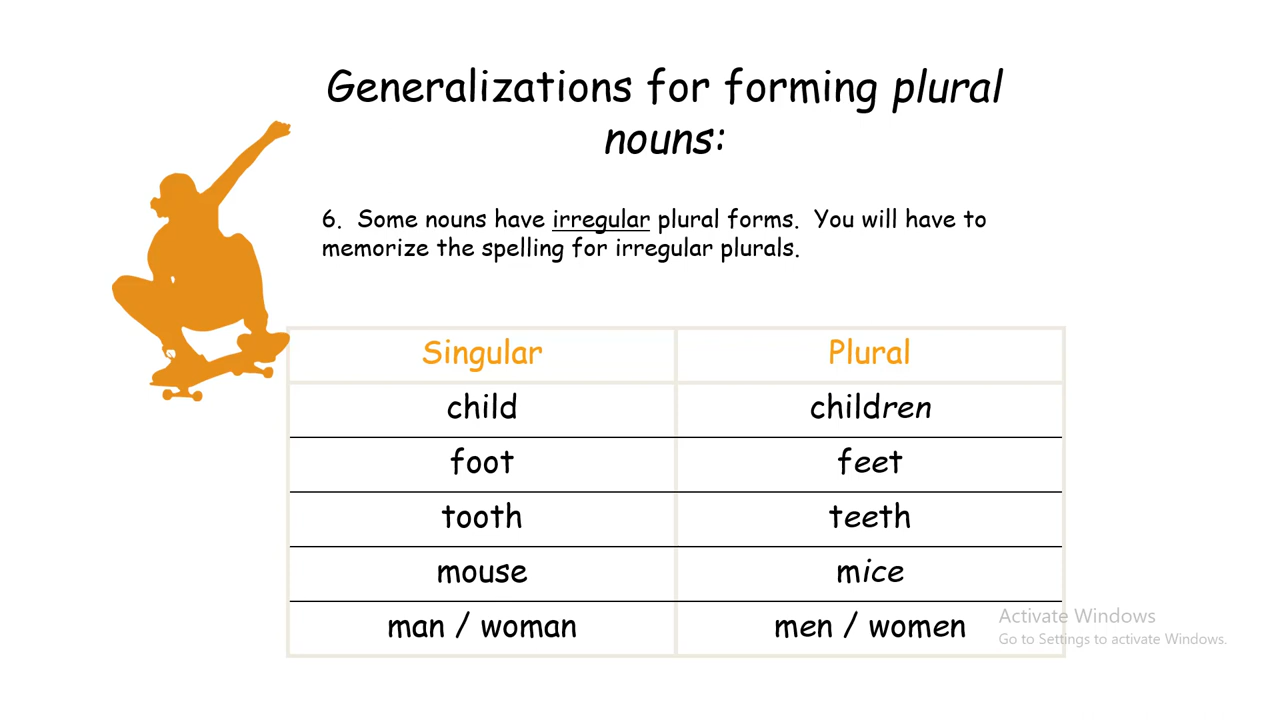 Generalizations for forming plural
nouns:
6. Some nouns have irregular plural forms. You will have to
memorize the spelling for irregular plurals.
Singular Plural
child children
foot feet
tooth teeth
mouse mice
man / woman men / women
Activate Windows
Go to Settings to activate Windows.